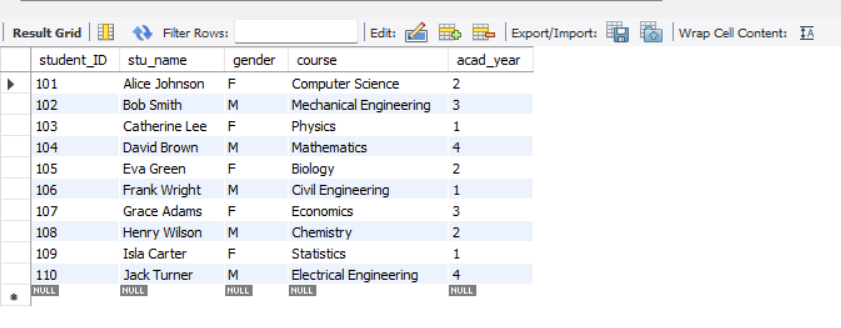 Result Grid Filter Rows: Edit: Export/Import: Wrap Cell Content: IA
student_ID stu_name gender course acad_year
101 Alice Johnson F Computer Science 2
102 Bob Smith M Mechanical Engineering 3
103 Catherine Lee F Physics 1
104 David Brown M Mathematics 4
105 Eva Green F Biology 2
106 Frank Wright M Civil Engineering 1
107 Grace Adams F Economics 3
108 Henry Wilson M Chemistry 2
109 Isla Carter F Statistics 1
110 Jack Turner M Electrical Engineering 4
NULL NULL NULL NULL NULL